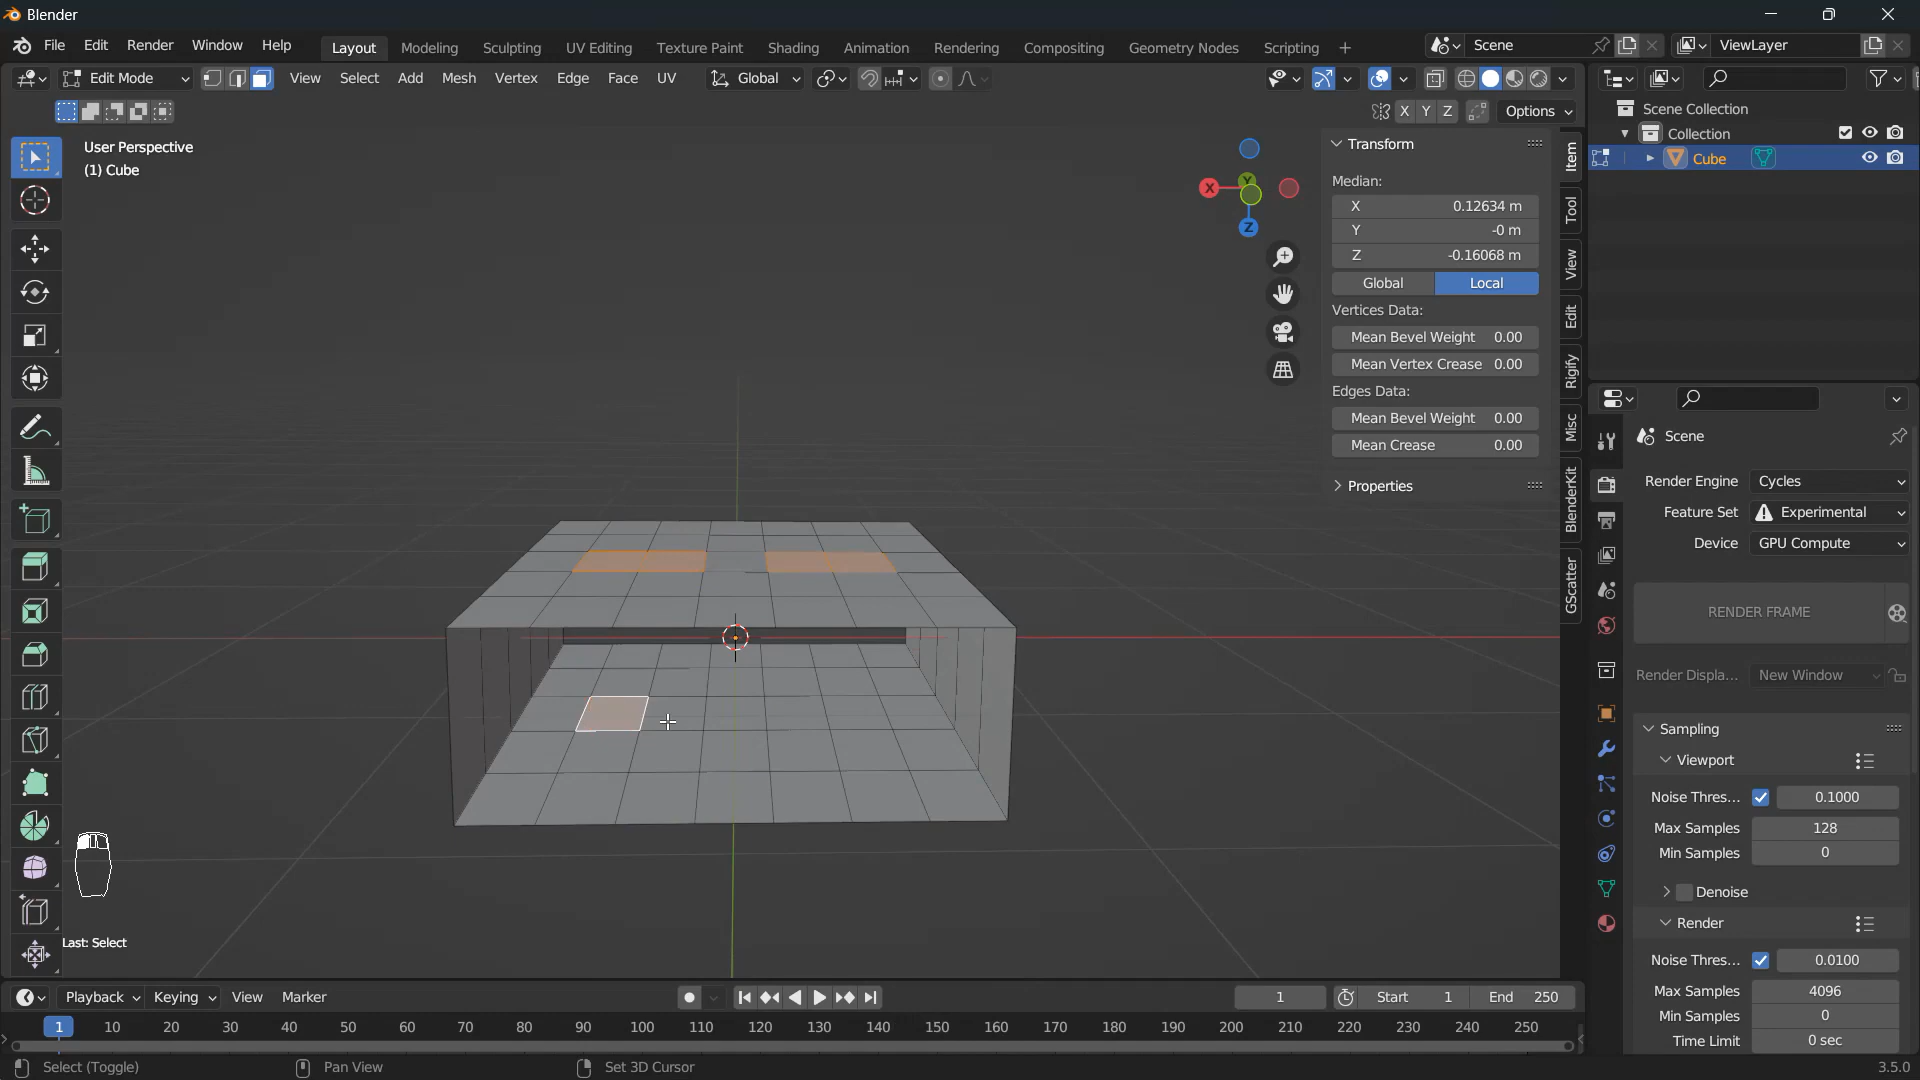 Blender
File Edit Render Window Help Layout Modeling Sculpting UV Editing Texture Paint Shading Animation Rendering Compositing Geometry Nodes Scripting + Scene ViewLayer
Edit Mode View Select Add Mesh Vertex Edge Face UV Global
X Y Z Options
User Perspective
(1) Cube
X Y Z
Transform
Median:
X 0.12634 m
Y -0 m
Z -0.16068 m
Global Local
Vertices Data:
Mean Bevel Weight 0.00
Mean Vertex Crease 0.00
Edges Data:
Mean Bevel Weight 0.00
Mean Crease 0.00
Properties
Item
Tool
View
Edit
Rigify
Misc
BlenderKit
GScatter
Scene Collection
Collection
Cube
Scene
Render Engine Cycles
Feature Set Experimental
Device GPU Compute
RENDER FRAME
Render Displa... New Window
Sampling
Viewport
Noise Thres... 0.1000
Max Samples 128
Min Samples 0
Denoise
Render
Noise Thres... 0.0100
Max Samples 4096
Min Samples 0
Time Limit 0 sec
Last: Select
Playback Keying View Marker 1 Start 1 End 250
1 10 20 30 40 50 60 70 80 90 100 110 120 130 140 150 160 170 180 190 200 210 220 230 240 250
Select (Toggle) Pan View Set 3D Cursor 3.5.0